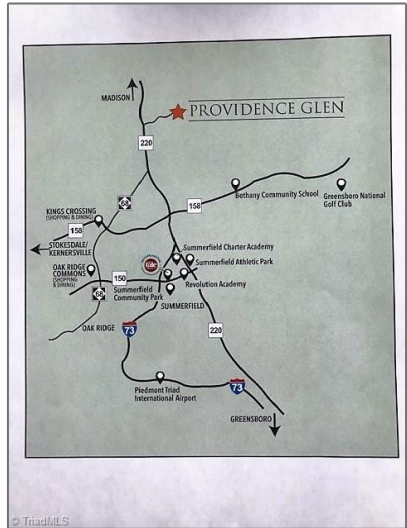 MADISON
PROVIDENCE GLEN
220
68
Bethany Community School
Greensboro National
Golf Club
KINGS CROSSING
(SHOPPING & DINING)
158
158
STOKESDALE/
KERNERSVILLE
Summerfield Charter Academy
Summerfield Athletic Park
OAK RIDGE
COMMONS
(SHOPPING
& DINING)
150
Revolution Academy
68
Summerfield
Community Park
SUMMERFIELD
OAK RIDGE
73
220
Piedmont Triad
International Airport
73
GREENSBORO
© TriadMLS